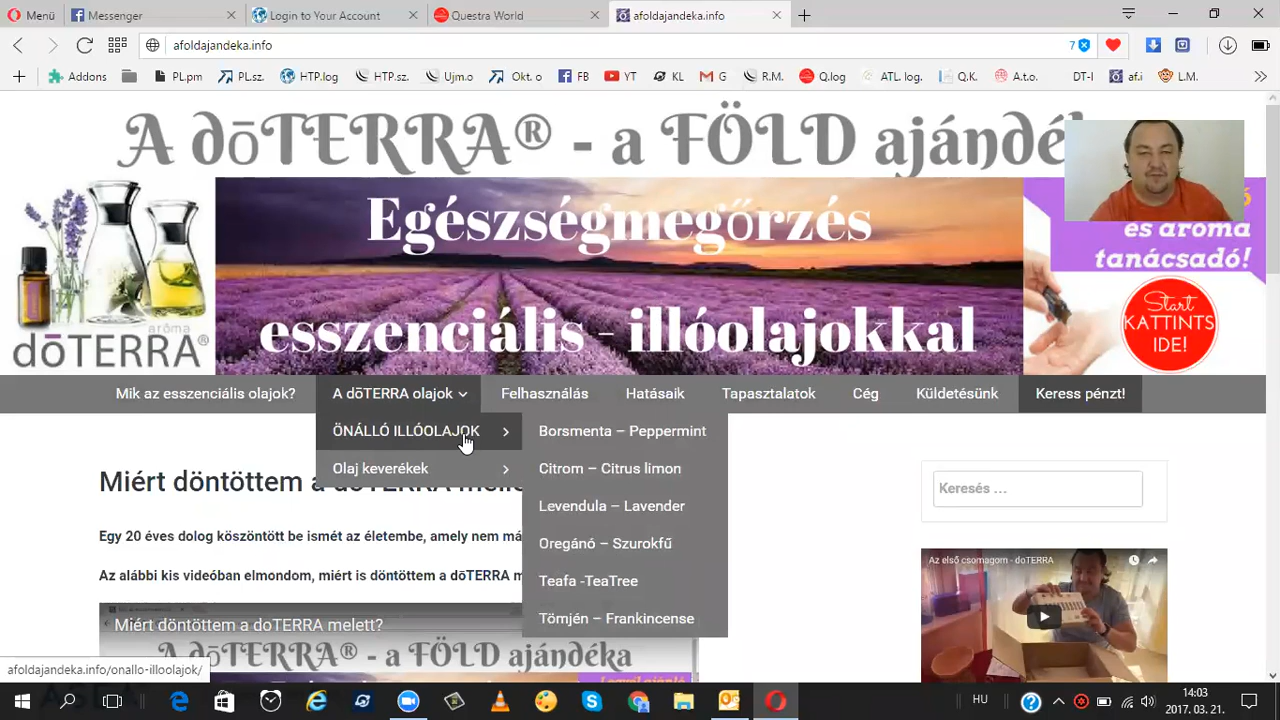 Menü
Messenger
Login to Your Account
Questra World
afoldajandeka.info
afoldajandeka.info
7
Addons
PL.pm
PL.sz.
HTP.log
HTP.sz.
Uj.m.o
Okt. o
FB
YT
KL
G
R.M.
Q.log
ATL. log.
Q.K.
A.t.o.
DT-I
af.i
L.M.
A dōTERRA® - a FÖLD ajándék
Egészségmegőrzés
esszenciális - illóolajokkal
és aroma
tanácsadó!
Start
KATTINTS
IDE!
aroma
dōTERRA®
Mik az esszenciális olajok?
A dōTERRA olajok
Felhasználás
Hatásaik
Tapasztalatok
Cég
Küldetésünk
Keress pénzt!
ÖNÁLLÓ ILLÓOLAJOK
Olaj keverékek
Borsmenta – Peppermint
Citrom – Citrus limon
Levendula – Lavender
Oregánó – Szurokfű
Teafa -TeaTree
Tömjén – Frankincense
Miért döntöttem a dōTERRA
Egy 20 éves dolog köszöntött be ismét az életembe, amely nem
Az alábbi kis videóban elmondom, miért is döntöttem a dōTERRA
Keresés ...
Az első csomagom - doTERRA
Miért döntöttem a doTERRA melett?
A dōTERRA® - a FÖLD ajándéka
afoldajandeka.info/onallo-illoolajok/
HU
14:03
2017. 03. 21.